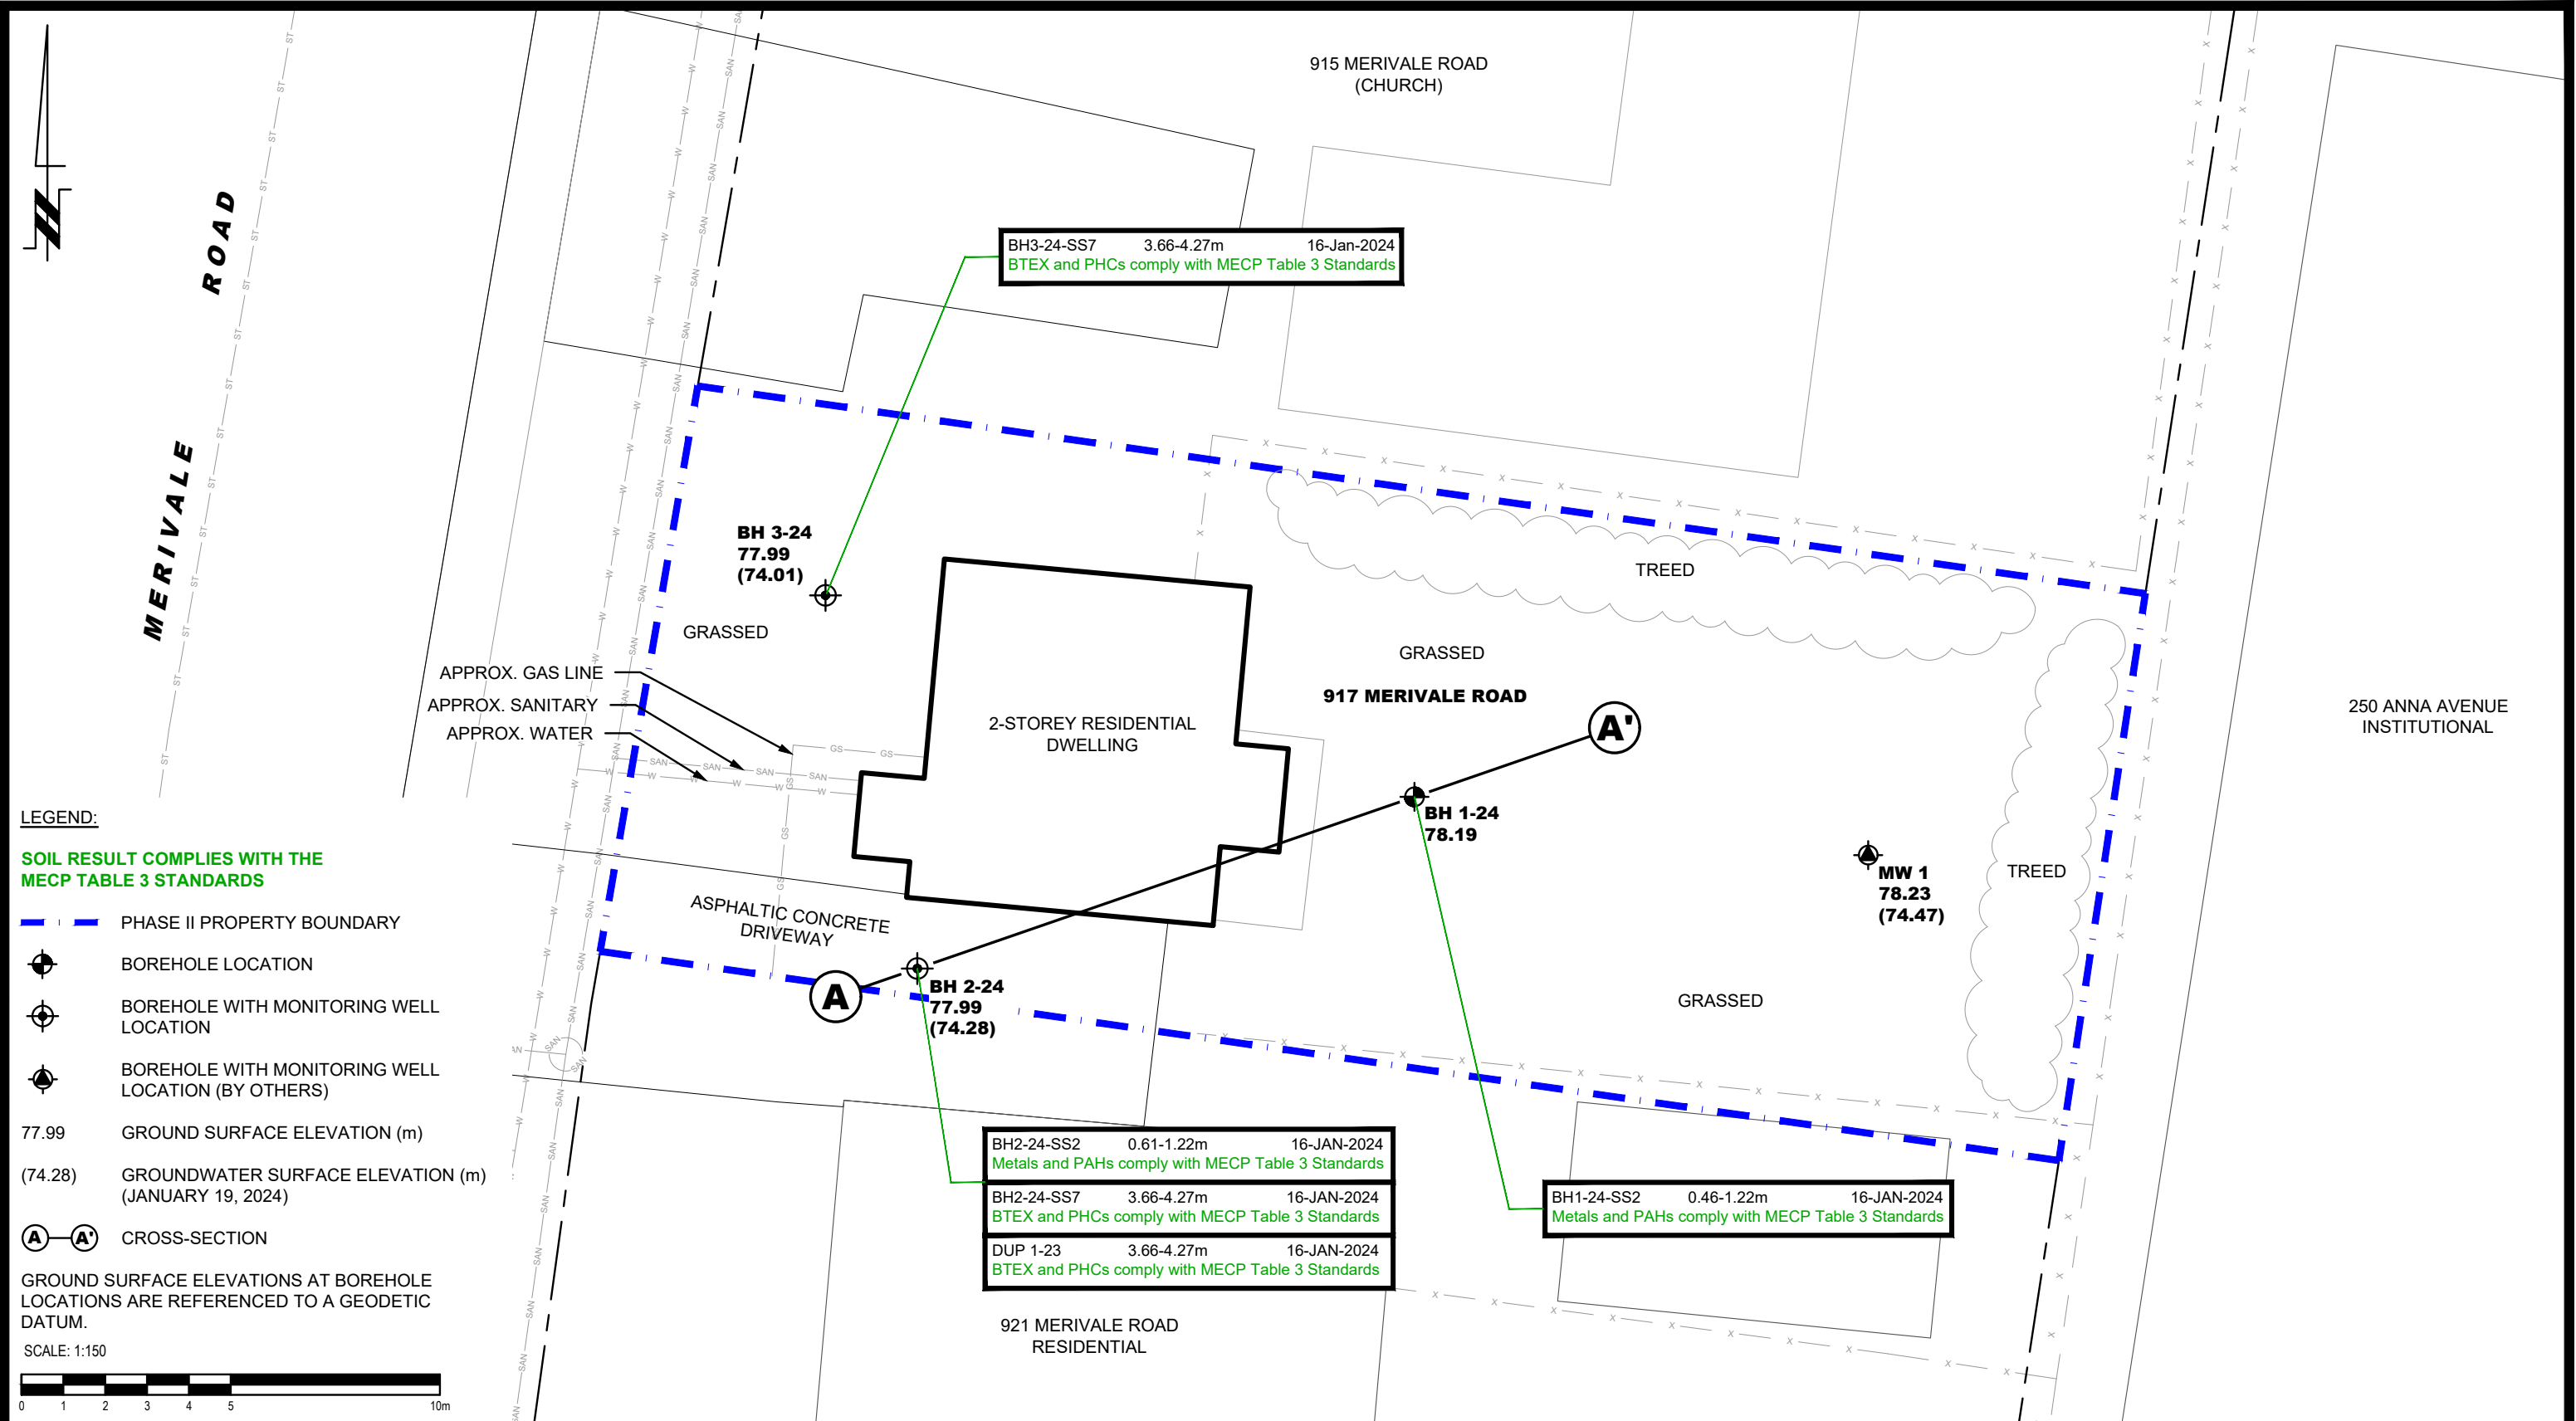 915 MERIVALE ROAD
(CHURCH)
MERIVALE ROAD
BH3-24-SS7 3.66-4.27m 16-Jan-2024
BTEX and PHCs comply with MECP Table 3 Standards
BH 3-24
77.99
(74.01)
GRASSED
TREED
GRASSED
917 MERIVALE ROAD
APPROX. GAS LINE
APPROX. SANITARY
APPROX. WATER
2-STOREY RESIDENTIAL
DWELLING
A'
250 ANNA AVENUE
INSTITUTIONAL
BH 1-24
78.19
MW 1
78.23
(74.47)
TREED
ASPHALTIC CONCRETE
DRIVEWAY
A
BH 2-24
77.99
(74.28)
GRASSED
BH2-24-SS2 0.61-1.22m 16-JAN-2024
Metals and PAHs comply with MECP Table 3 Standards
BH2-24-SS7 3.66-4.27m 16-JAN-2024
BTEX and PHCs comply with MECP Table 3 Standards
DUP 1-23 3.66-4.27m 16-JAN-2024
BTEX and PHCs comply with MECP Table 3 Standards
BH1-24-SS2 0.46-1.22m 16-JAN-2024
Metals and PAHs comply with MECP Table 3 Standards
921 MERIVALE ROAD
RESIDENTIAL
LEGEND:
SOIL RESULT COMPLIES WITH THE
MECP TABLE 3 STANDARDS
PHASE II PROPERTY BOUNDARY
BOREHOLE LOCATION
BOREHOLE WITH MONITORING WELL
LOCATION
BOREHOLE WITH MONITORING WELL
LOCATION (BY OTHERS)
77.99 GROUND SURFACE ELEVATION (m)
(74.28) GROUNDWATER SURFACE ELEVATION (m)
(JANUARY 19, 2024)
A A' CROSS-SECTION
GROUND SURFACE ELEVATIONS AT BOREHOLE
LOCATIONS ARE REFERENCED TO A GEODETIC
DATUM.
SCALE: 1:150
0 1 2 3 4 5 10m
ST
W
SAN
GS
X